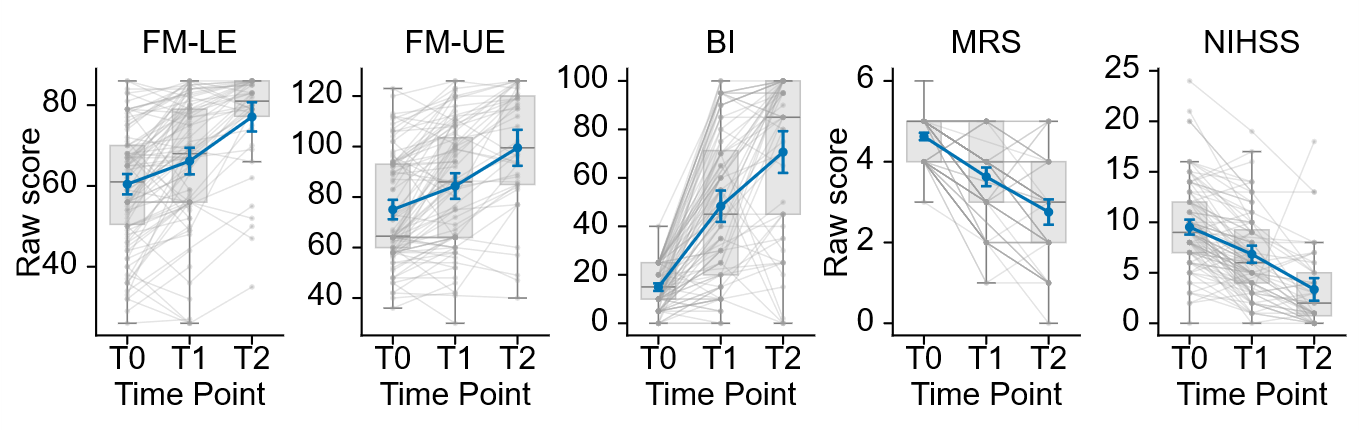 FM-LE
Raw score
80
60
40
T0 T1 T2
Time Point
FM-UE
120
100
80
60
40
T0 T1 T2
Time Point
BI
100
80
60
40
20
0
T0 T1 T2
Time Point
MRS
Raw score
6
4
2
0
T0 T1 T2
Time Point
NIHSS
25
20
15
10
5
0
T0 T1 T2
Time Point